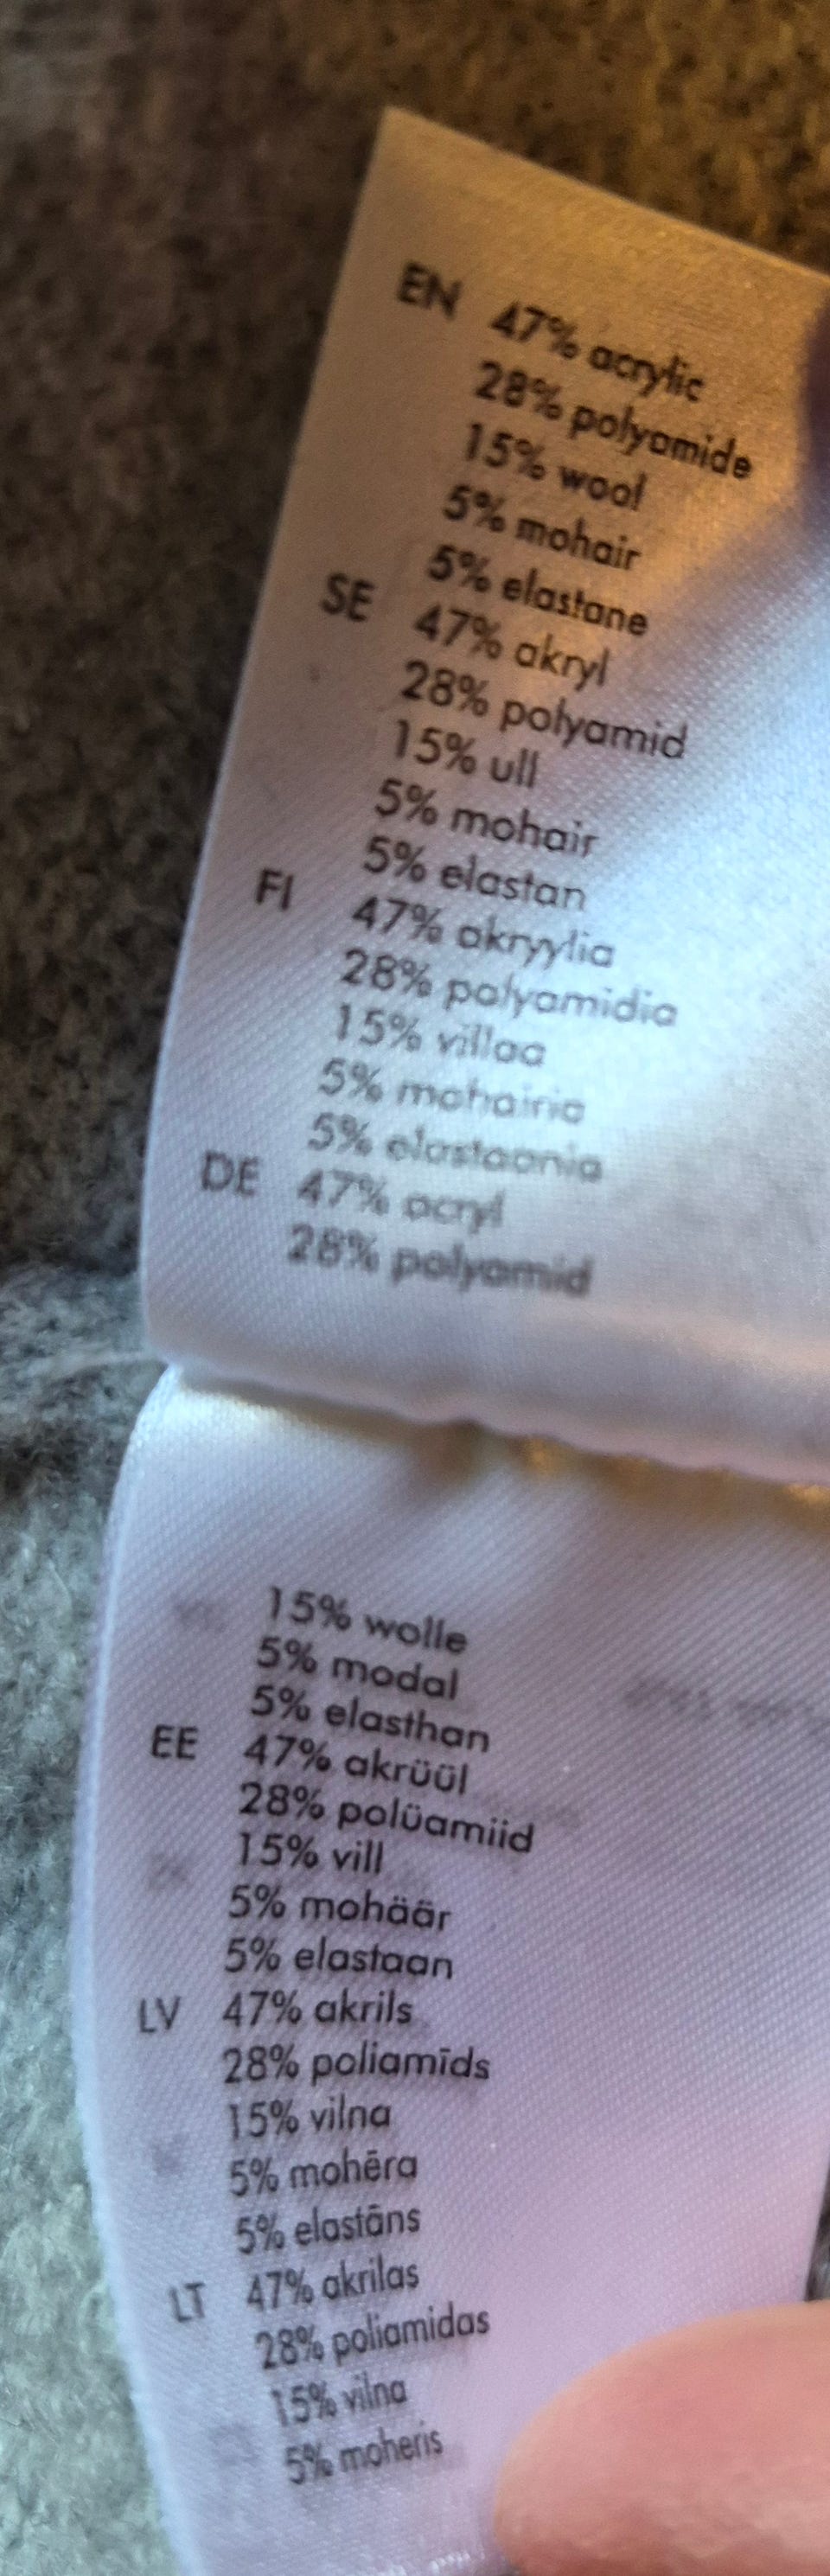 EN 47% acrylic
28% polyamide
15% wool
5% mohair
5% elastane
SE 47% akryl
28% polyamid
15% ull
5% mohair
5% elastan
FI 47% akryylia
28% polyamidia
15% villaa
5% mohairia
5% elastaania
DE 47% acryl
28% polyamid
15% wolle
5% modal
5% elasthan
EE 47% akrüül
28% polüamiid
15% vill
5% mohäär
5% elastaan
LV 47% akrils
28% poliamīds
15% vilna
5% mohēra
5% elastāns
LT 47% akrilas
28% poliamidas
15% vilna
5% moheris